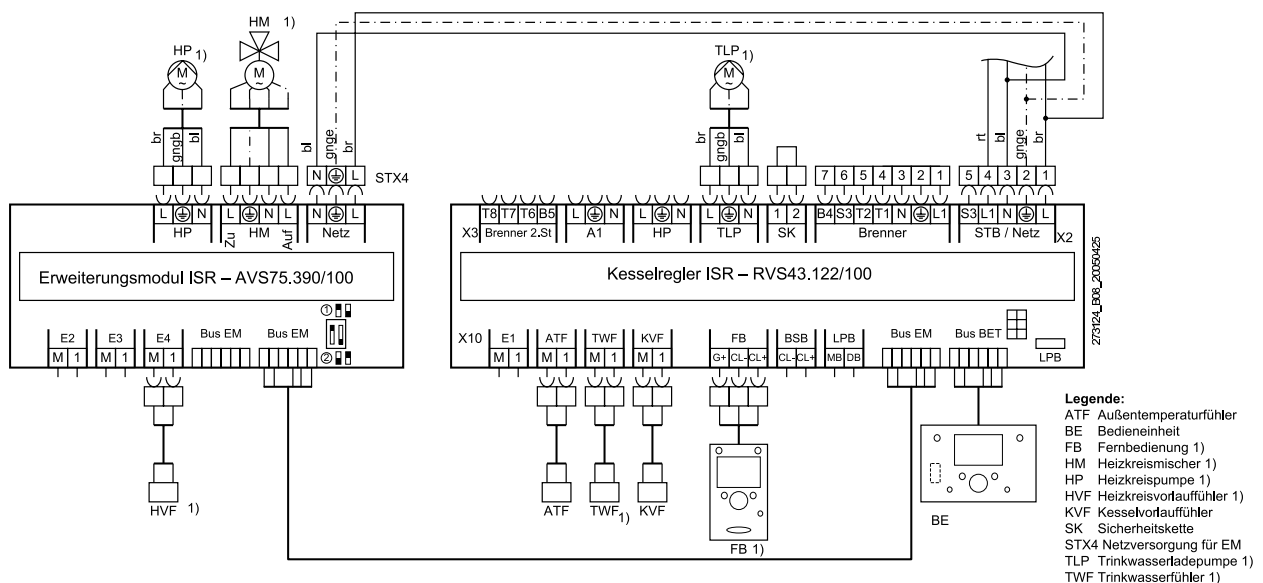 HM 1)
HP 1)
TLP 1)
M ~
M ~
M ~
br gngb bl
bl gnge br
br gnge bl
rt bl gnge br
N L STX4
7 6 5 4 3 2 1
5 4 3 2 1
L N
Zu L N L Auf
N L
HP HM Netz
T8 T7 T6 B5
X3 Brenner 2.St
L N
A1
L N
HP
L N
TLP
1 2
SK
B4 S3 T2 T1 N L1
Brenner
S3 L1 N L
STB / Netz X2
Erweiterungsmodul ISR – AVS75.390/100
Kesselregler ISR – RVS43.122/100
273124_B08_20050425
1
2
E2 E3 E4 Bus EM Bus EM
M 1 M 1 M 1
X10 E1 ATF TWF KVF FB BSB LPB Bus EM Bus BET
M 1 M 1 M 1 M 1 G+ CL- CL+ CL- CL+ MB DB LPB
HVF 1)
ATF TWF 1) KVF
FB 1)
BE
Legende:
ATF Außentemperaturfühler
BE Bedieneinheit
FB Fernbedienung 1)
HM Heizkreismischer 1)
HP Heizkreispumpe 1)
HVF Heizkreisvorlauffühler 1)
KVF Kesselvorlauffühler
SK Sicherheitskette
STX4 Netzversorgung für EM
TLP Trinkwasserladepumpe 1)
TWF Trinkwasserfühler 1)